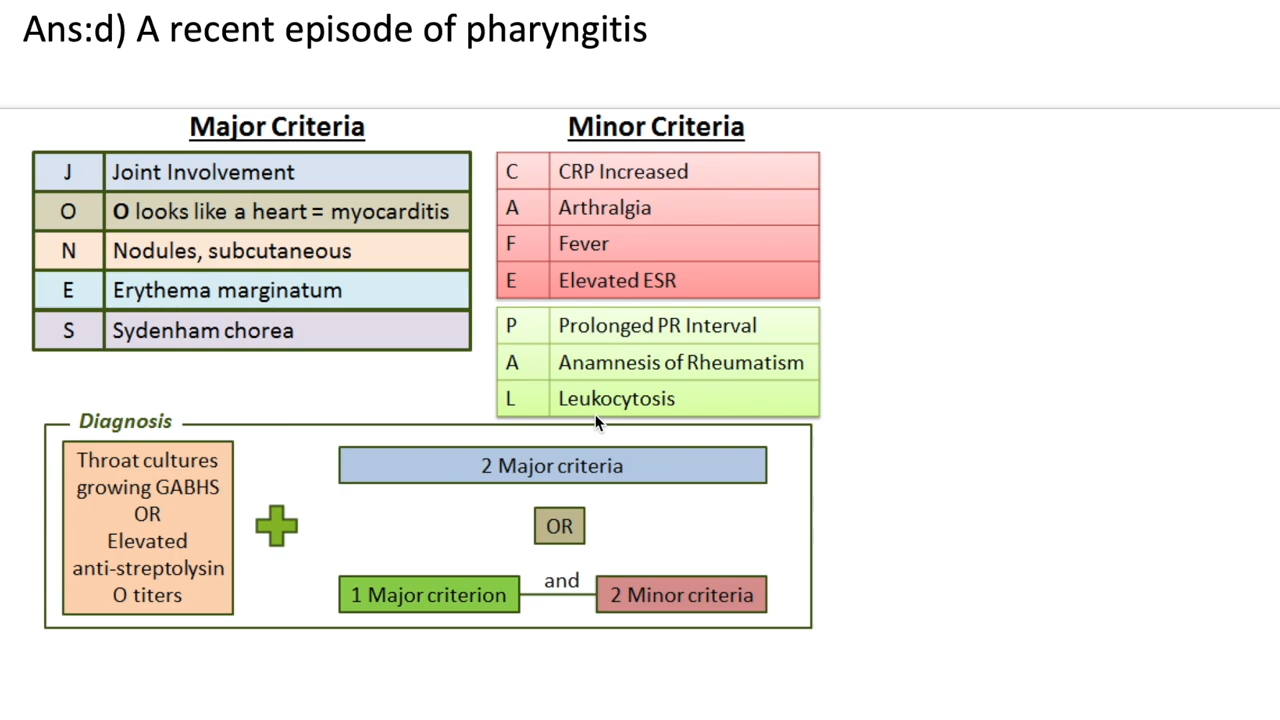 Ans:d) A recent episode of pharyngitis
Major Criteria
J Joint Involvement
O O looks like a heart = myocarditis
N Nodules, subcutaneous
E Erythema marginatum
S Sydenham chorea
Minor Criteria
C CRP Increased
A Arthralgia
F Fever
E Elevated ESR
P Prolonged PR Interval
A Anamnesis of Rheumatism
L Leukocytosis
Diagnosis
Throat cultures
growing GABHS
OR
Elevated
anti-streptolysin
O titers
2 Major criteria
OR
1 Major criterion and 2 Minor criteria